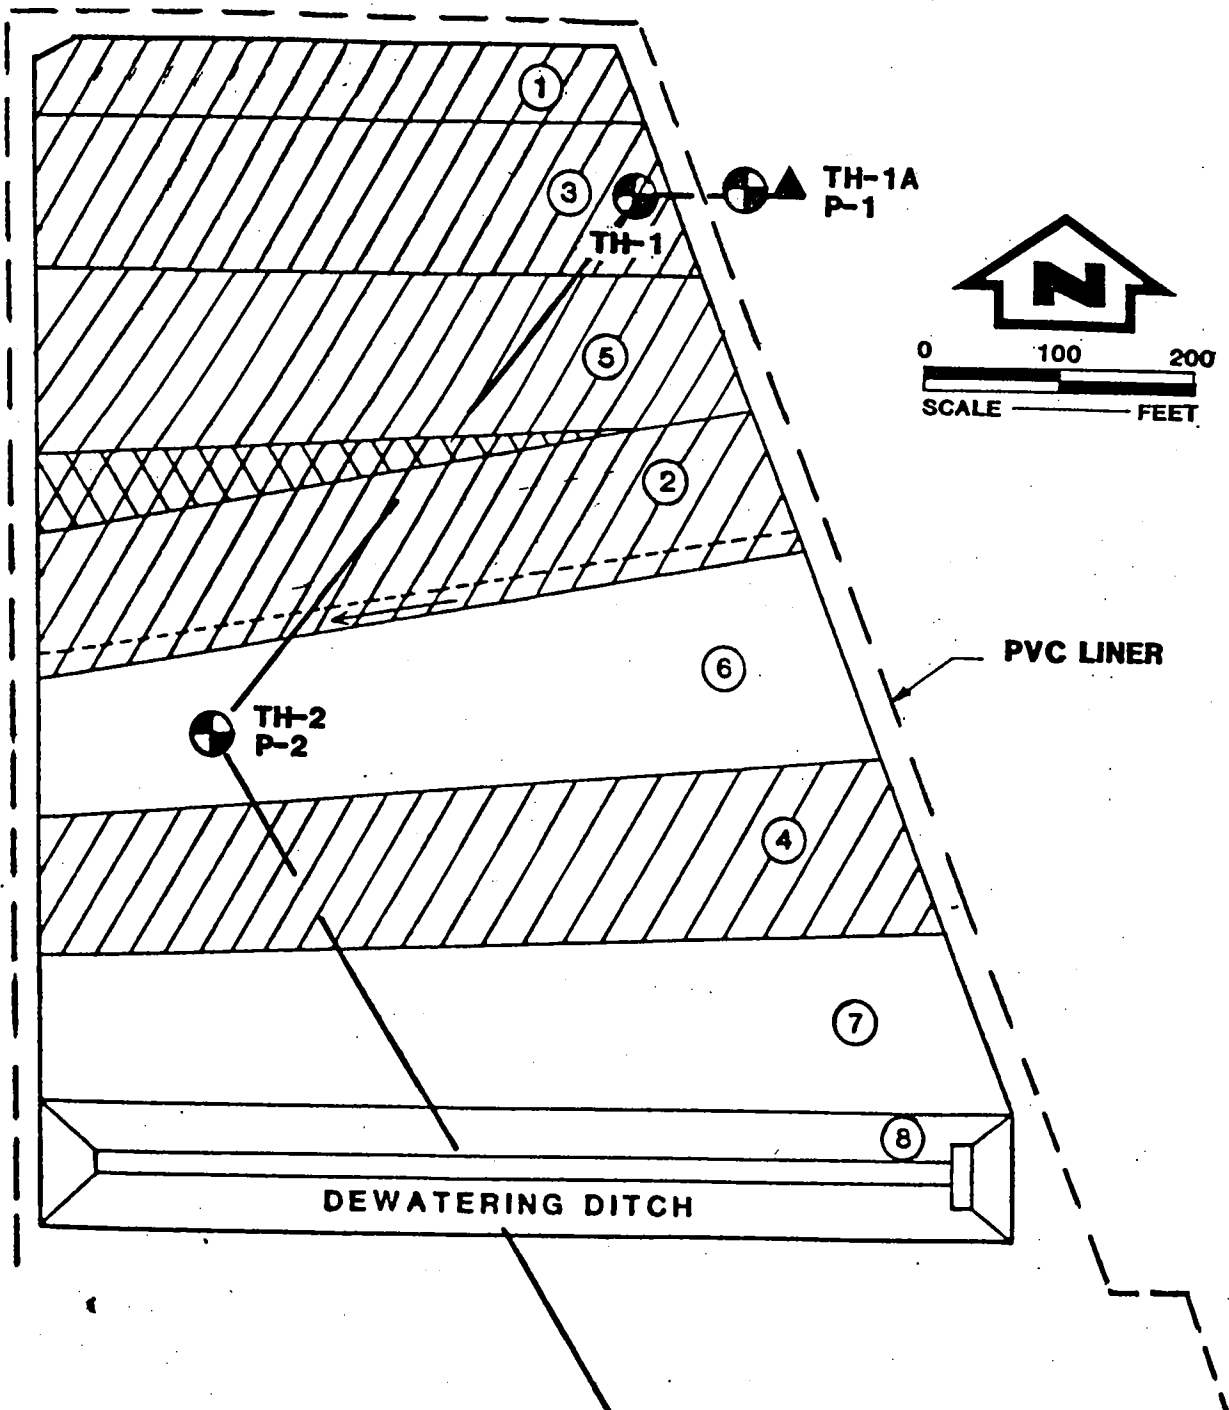 1
3
TH-1A
P-1
TH-1
N
5
0 100 200
SCALE FEET
2
PVC LINER
6
TH-2
P-2
4
7
8
DEWATERING DITCH